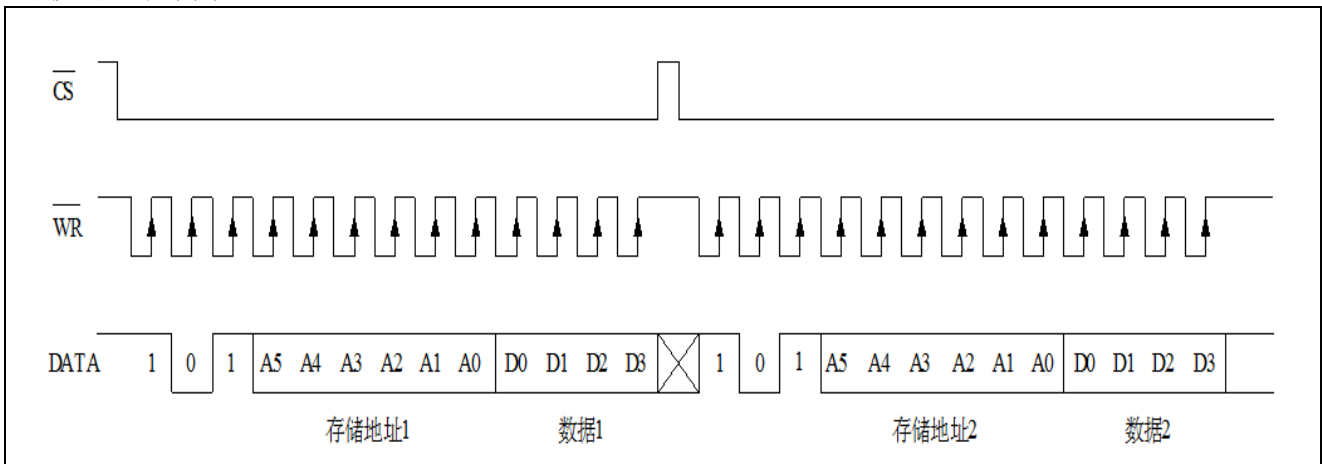 CS
WR
DATA 1 0 1 A5 A4 A3 A2 A1 A0 D0 D1 D2 D3 1 0 1 A5 A4 A3 A2 A1 A0 D0 D1 D2 D3
存储地址1 数据1 存储地址2 数据2